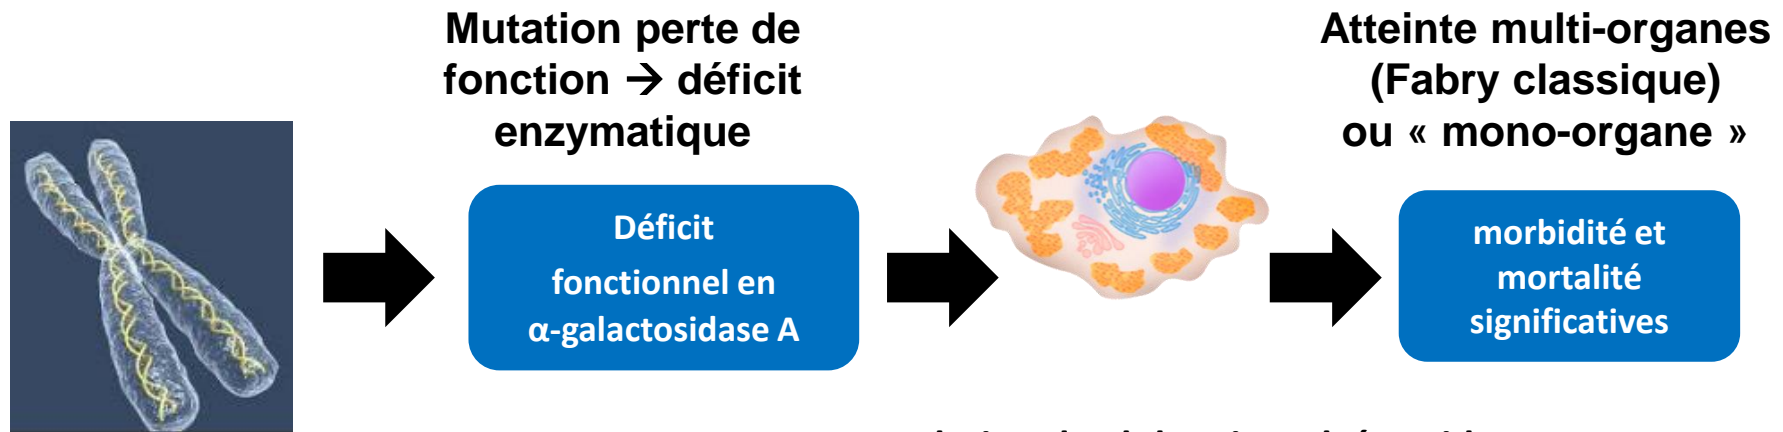 Mutation perte de
fonction → déficit
enzymatique
Déficit
fonctionnel en
α-galactosidase A
Atteinte multi-organes
(Fabry classique)
ou « mono-organe »
morbidité et
mortalité
significatives